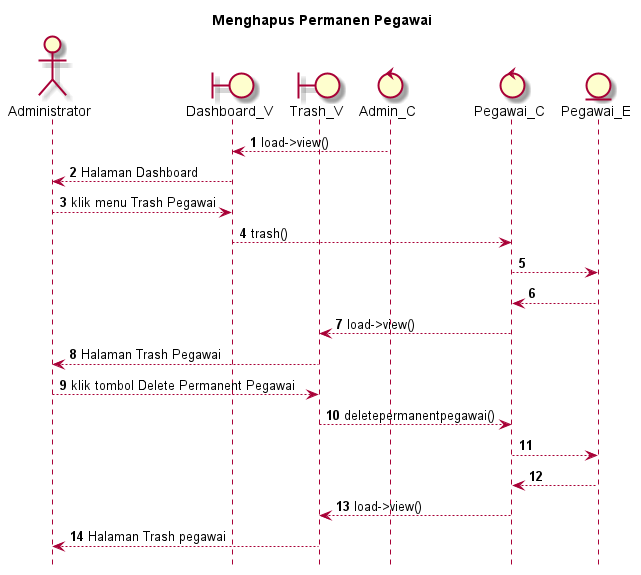 Menghapus Permanen Pegawai
Administrator
Dashboard_V
Trash_V
Admin_C
Pegawai_C
Pegawai_E
1 load->view()
2 Halaman Dashboard
3 klik menu Trash Pegawai
4 trash()
5
6
7 load->view()
8 Halaman Trash Pegawai
9 klik tombol Delete Permanent Pegawai
10 deletepermanentpegawai()
11
12
13 load->view()
14 Halaman Trash pegawai